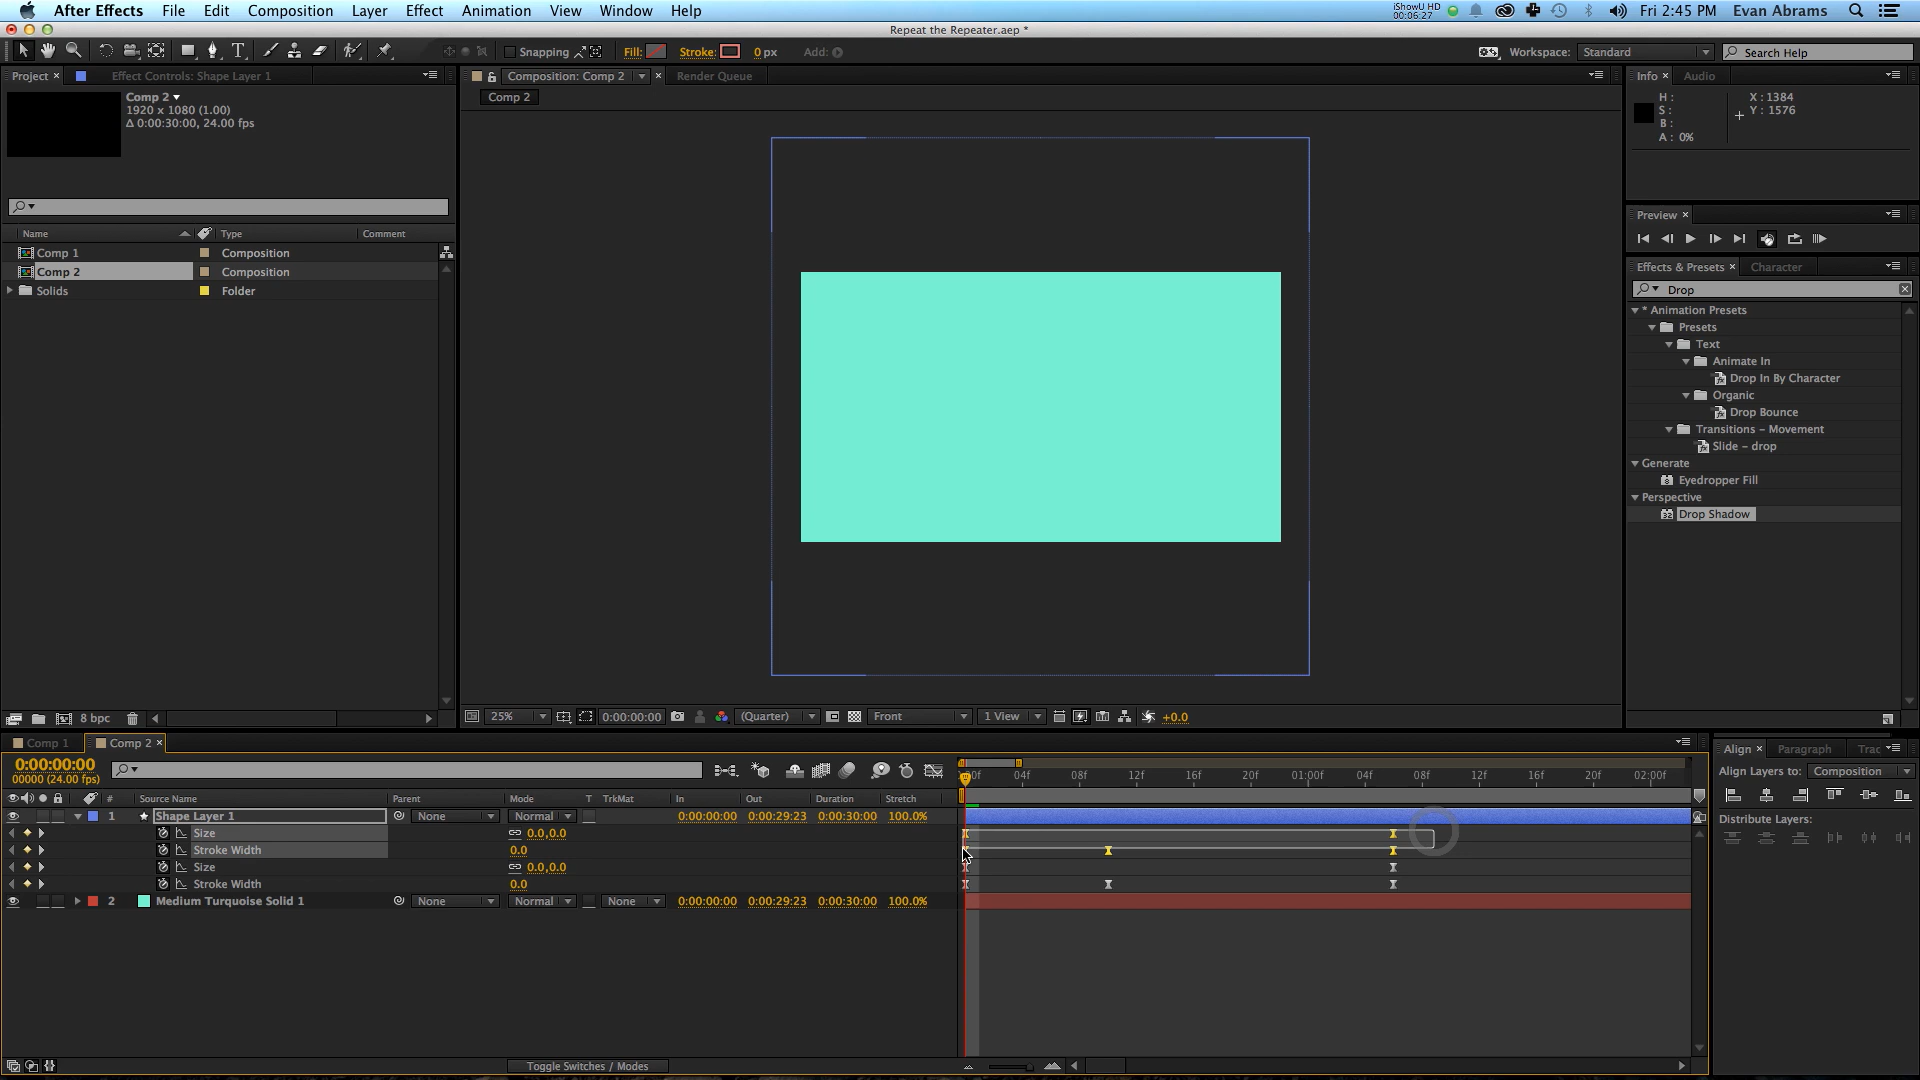 After Effects File Edit Composition Layer Effect Animation View Window Help
iShowU HD
00:06:27
Fri 2:45 PM Evan Abrams
Repeat the Repeater.aep *
Snapping Fill: Stroke: 0 px Add:
Workspace: Standard Search Help
Project × Effect Controls: Shape Layer 1
Comp 2
1920 x 1080 (1.00)
Δ 0:00:30:00, 24.00 fps
Name Type Comment
Comp 1 Composition
Comp 2 Composition
Solids Folder
8 bpc
Composition: Comp 2 × Render Queue
Comp 2
25% 0:00:00:00 (Quarter) Front 1 View +0.0
Info × Audio
H: X: 1384
S: Y: 1576
B:
A: 0%
Preview ×
Effects & Presets × Character
Drop
* Animation Presets
Presets
Text
Animate In
Drop In By Character
Organic
Drop Bounce
Transitions - Movement
Slide - drop
Generate
Eyedropper Fill
Perspective
Drop Shadow
Comp 1 Comp 2 ×
0:00:00:00
00000 (24.00 fps)
# Source Name Parent Mode T TrkMat In Out Duration Stretch
:00f 04f 08f 12f 16f 20f 01:00f 04f 08f 12f 16f 20f 02:00f
1 Shape Layer 1 None Normal 0:00:00:00 0:00:29:23 0:00:30:00 100.0%
Size 0.0,0.0
Stroke Width 0.0
Size 0.0,0.0
Stroke Width 0.0
2 Medium Turquoise Solid 1 None Normal None 0:00:00:00 0:00:29:23 0:00:30:00 100.0%
Toggle Switches / Modes
Align × Paragraph Trac
Align Layers to: Composition
Distribute Layers: